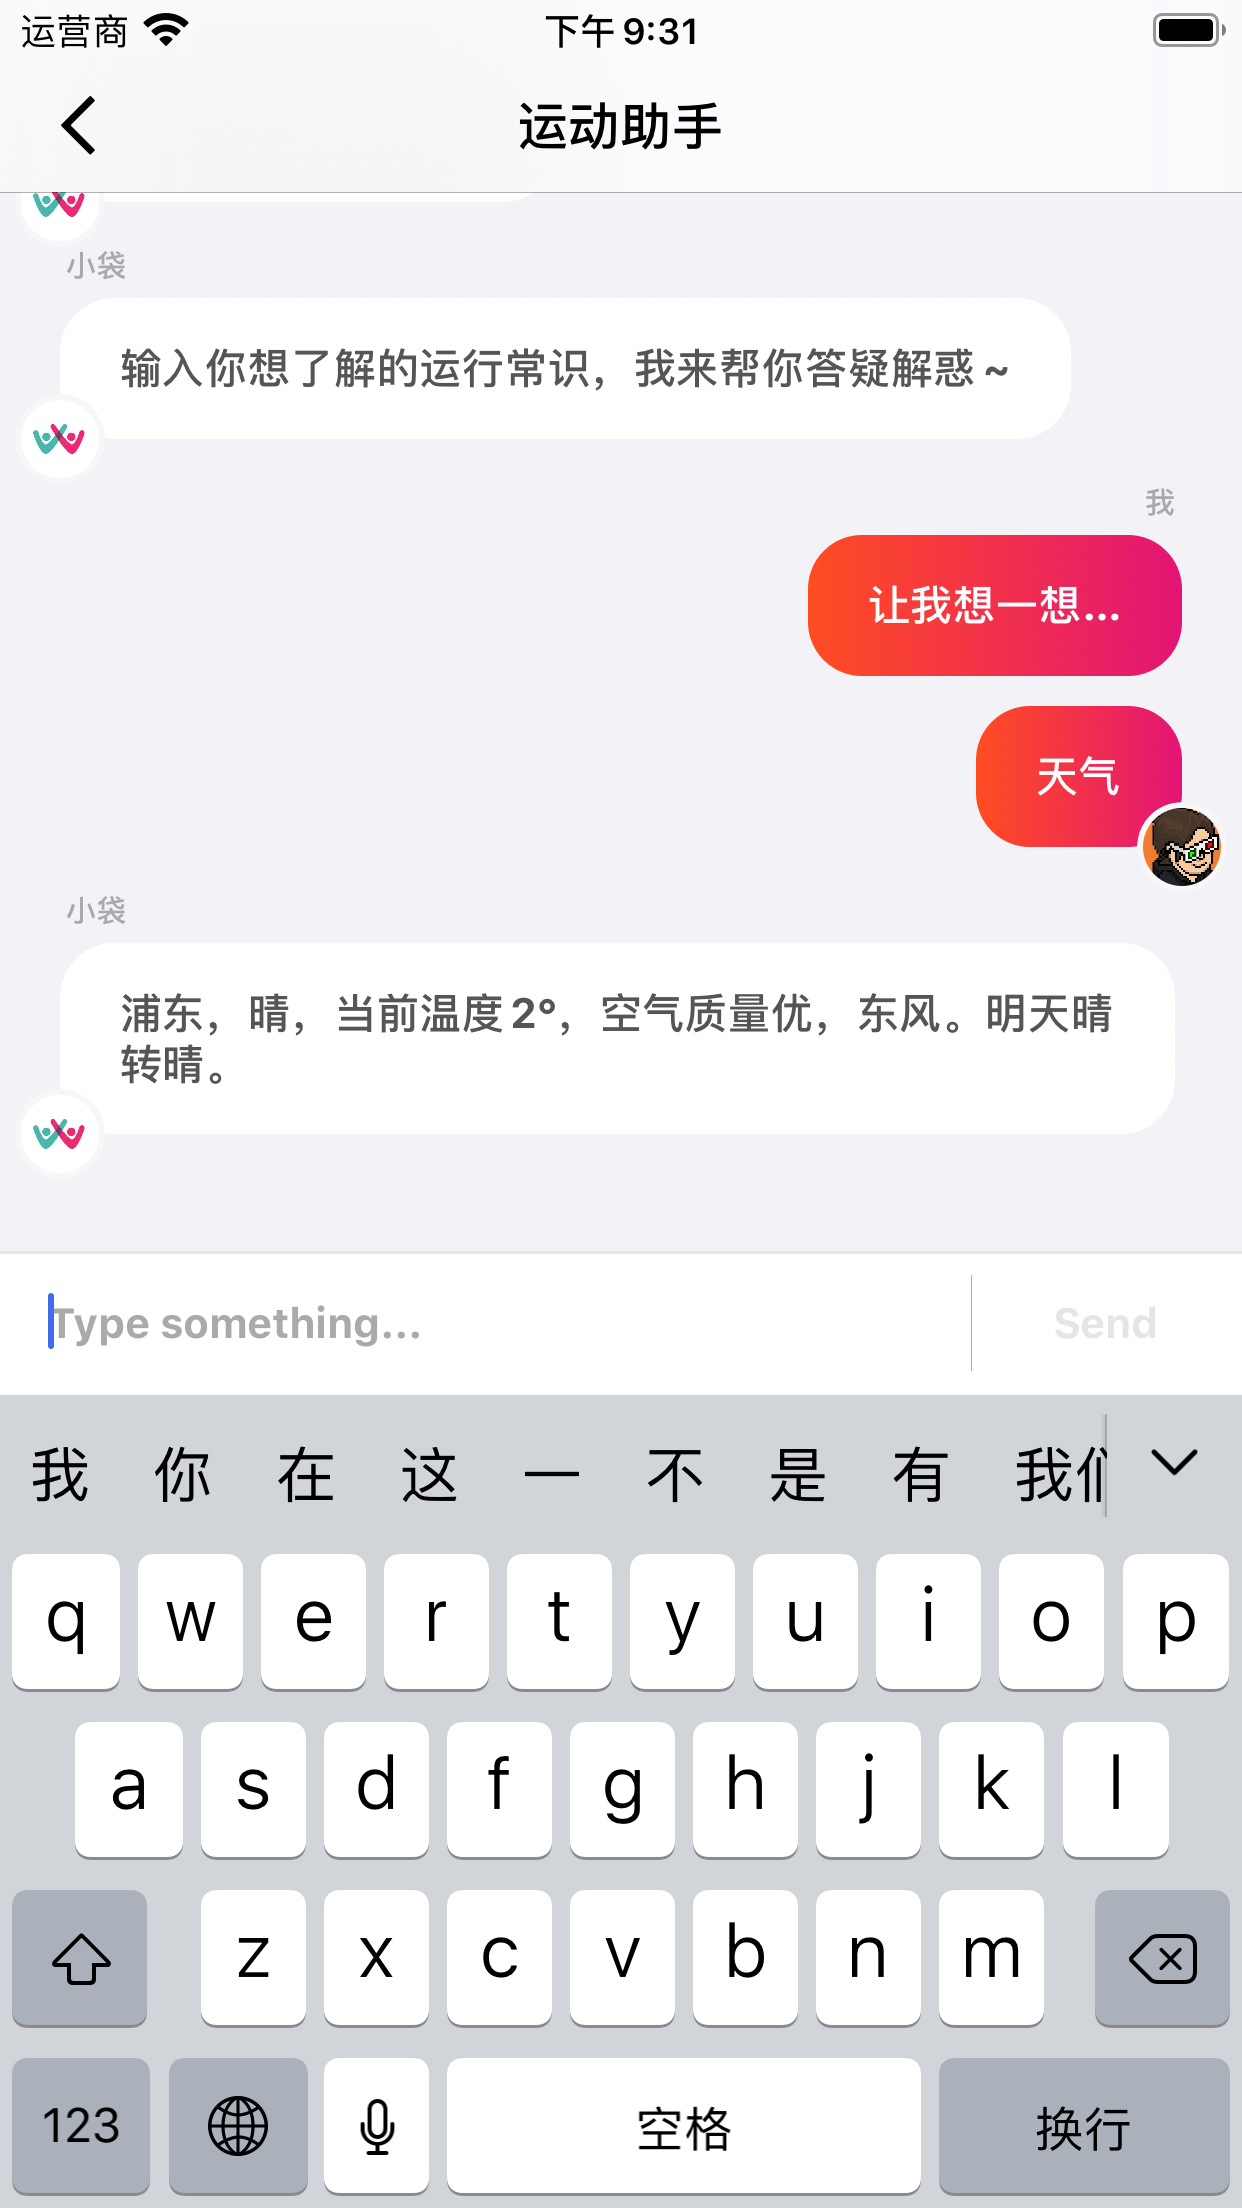 运营商
下午 9:31
运动助手
小袋
输入你想了解的运行常识，我来帮你答疑解惑 ~
我
让我想一想...
天气
小袋
浦东，晴，当前温度 2°，空气质量优，东风。明天晴
转晴。
Type something...
Send
我 你 在 这 一 不 是 有 我们
q w e r t y u i o p
a s d f g h j k l
z x c v b n m
123 空格 换行